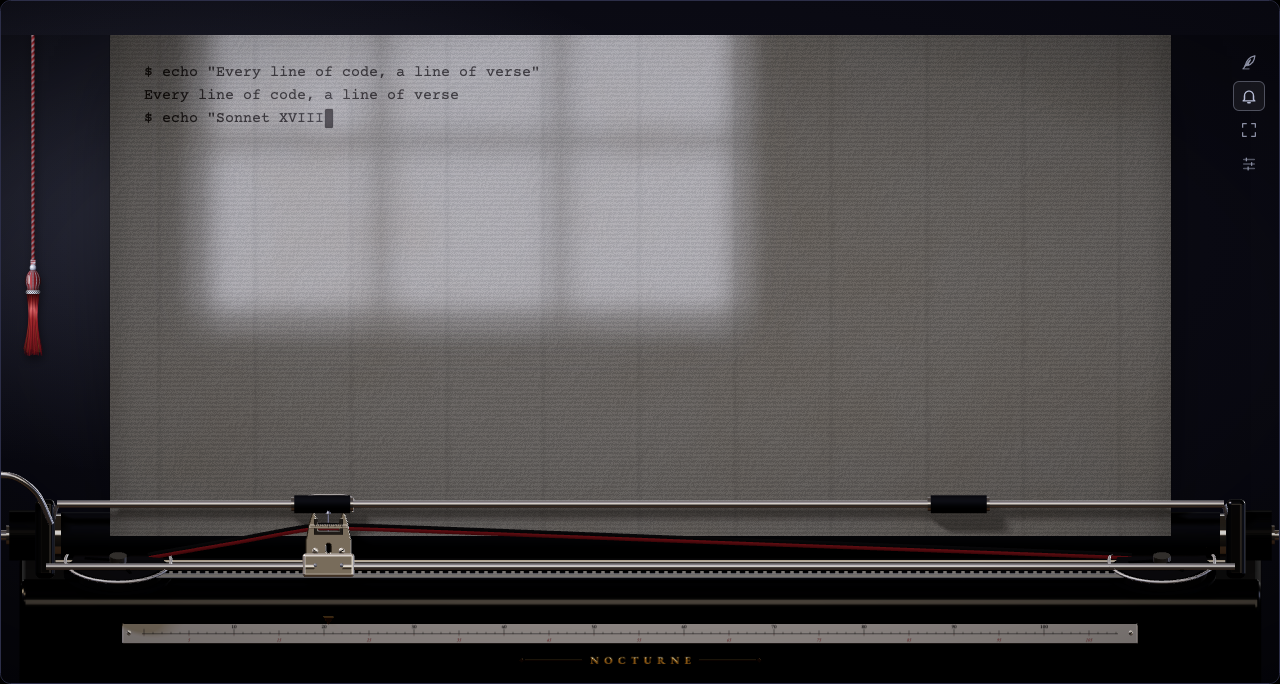 $ echo "Every line of code, a line of verse"
Every line of code, a line of verse
$ echo "Sonnet XVIII
NOCTURNE